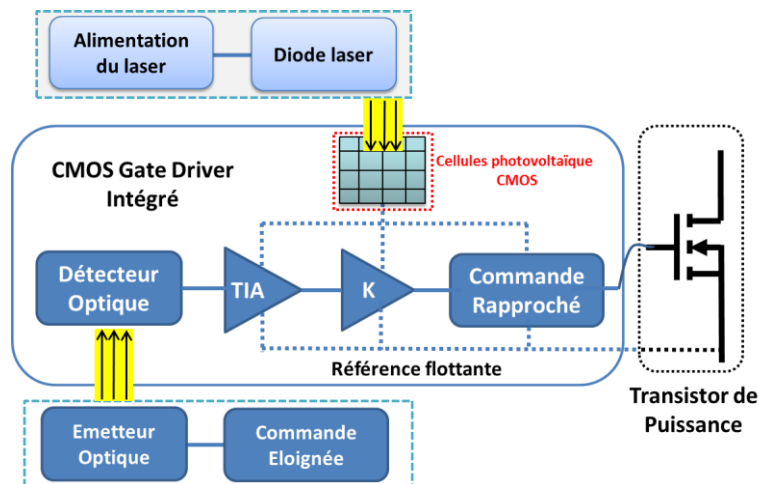 Alimentation
du laser
Diode laser
CMOS Gate Driver
Intégré
Cellules photovoltaïque
CMOS
Détecteur
Optique
TIA
K
Commande
Rapproché
Référence flottante
Transistor de
Puissance
Emetteur
Optique
Commande
Eloignée